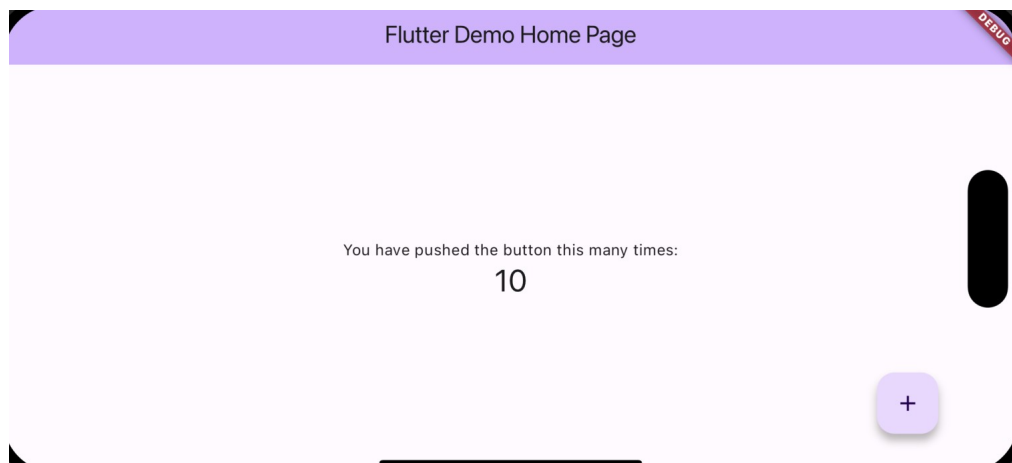 Flutter Demo Home Page
DEBUG
You have pushed the button this many times:
10
+